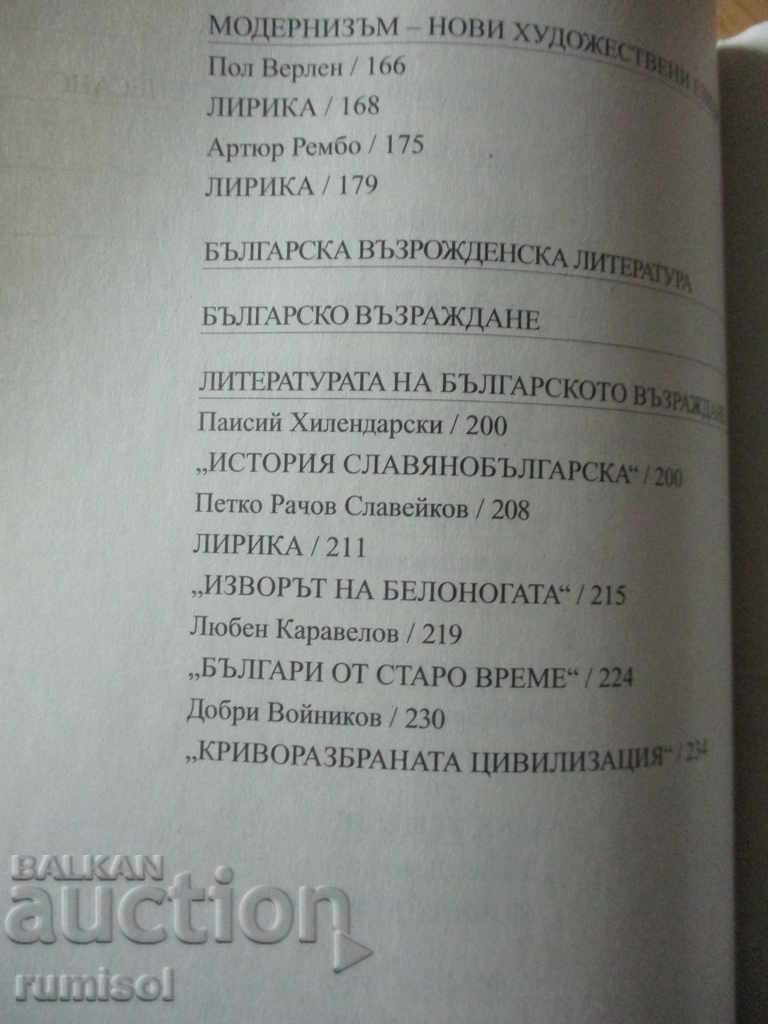 МОДЕРНИЗЪМ – НОВИ ХУДОЖЕСТВЕНИ
Пол Верлен / 166
ЛИРИКА / 168
Артюр Рембо / 175
ЛИРИКА / 179
БЪЛГАРСКА ВЪЗРОЖДЕНСКА ЛИТЕРАТУРА
БЪЛГАРСКО ВЪЗРАЖДАНЕ
ЛИТЕРАТУРАТА НА БЪЛГАРСКОТО ВЪЗРАЖДАНЕ
Паисий Хилендарски / 200
„ИСТОРИЯ СЛАВЯНОБЪЛГАРСКА“ / 200
Петко Рачов Славейков / 208
ЛИРИКА / 211
„ИЗВОРЪТ НА БЕЛОНОГАТА“ / 215
Любен Каравелов / 219
„БЪЛГАРИ ОТ СТАРО ВРЕМЕ“ / 224
Добри Войников / 230
„КРИВОРАЗБРАНАТА ЦИВИЛИЗАЦИЯ“ / 234
BALKAN
auction
rumisol